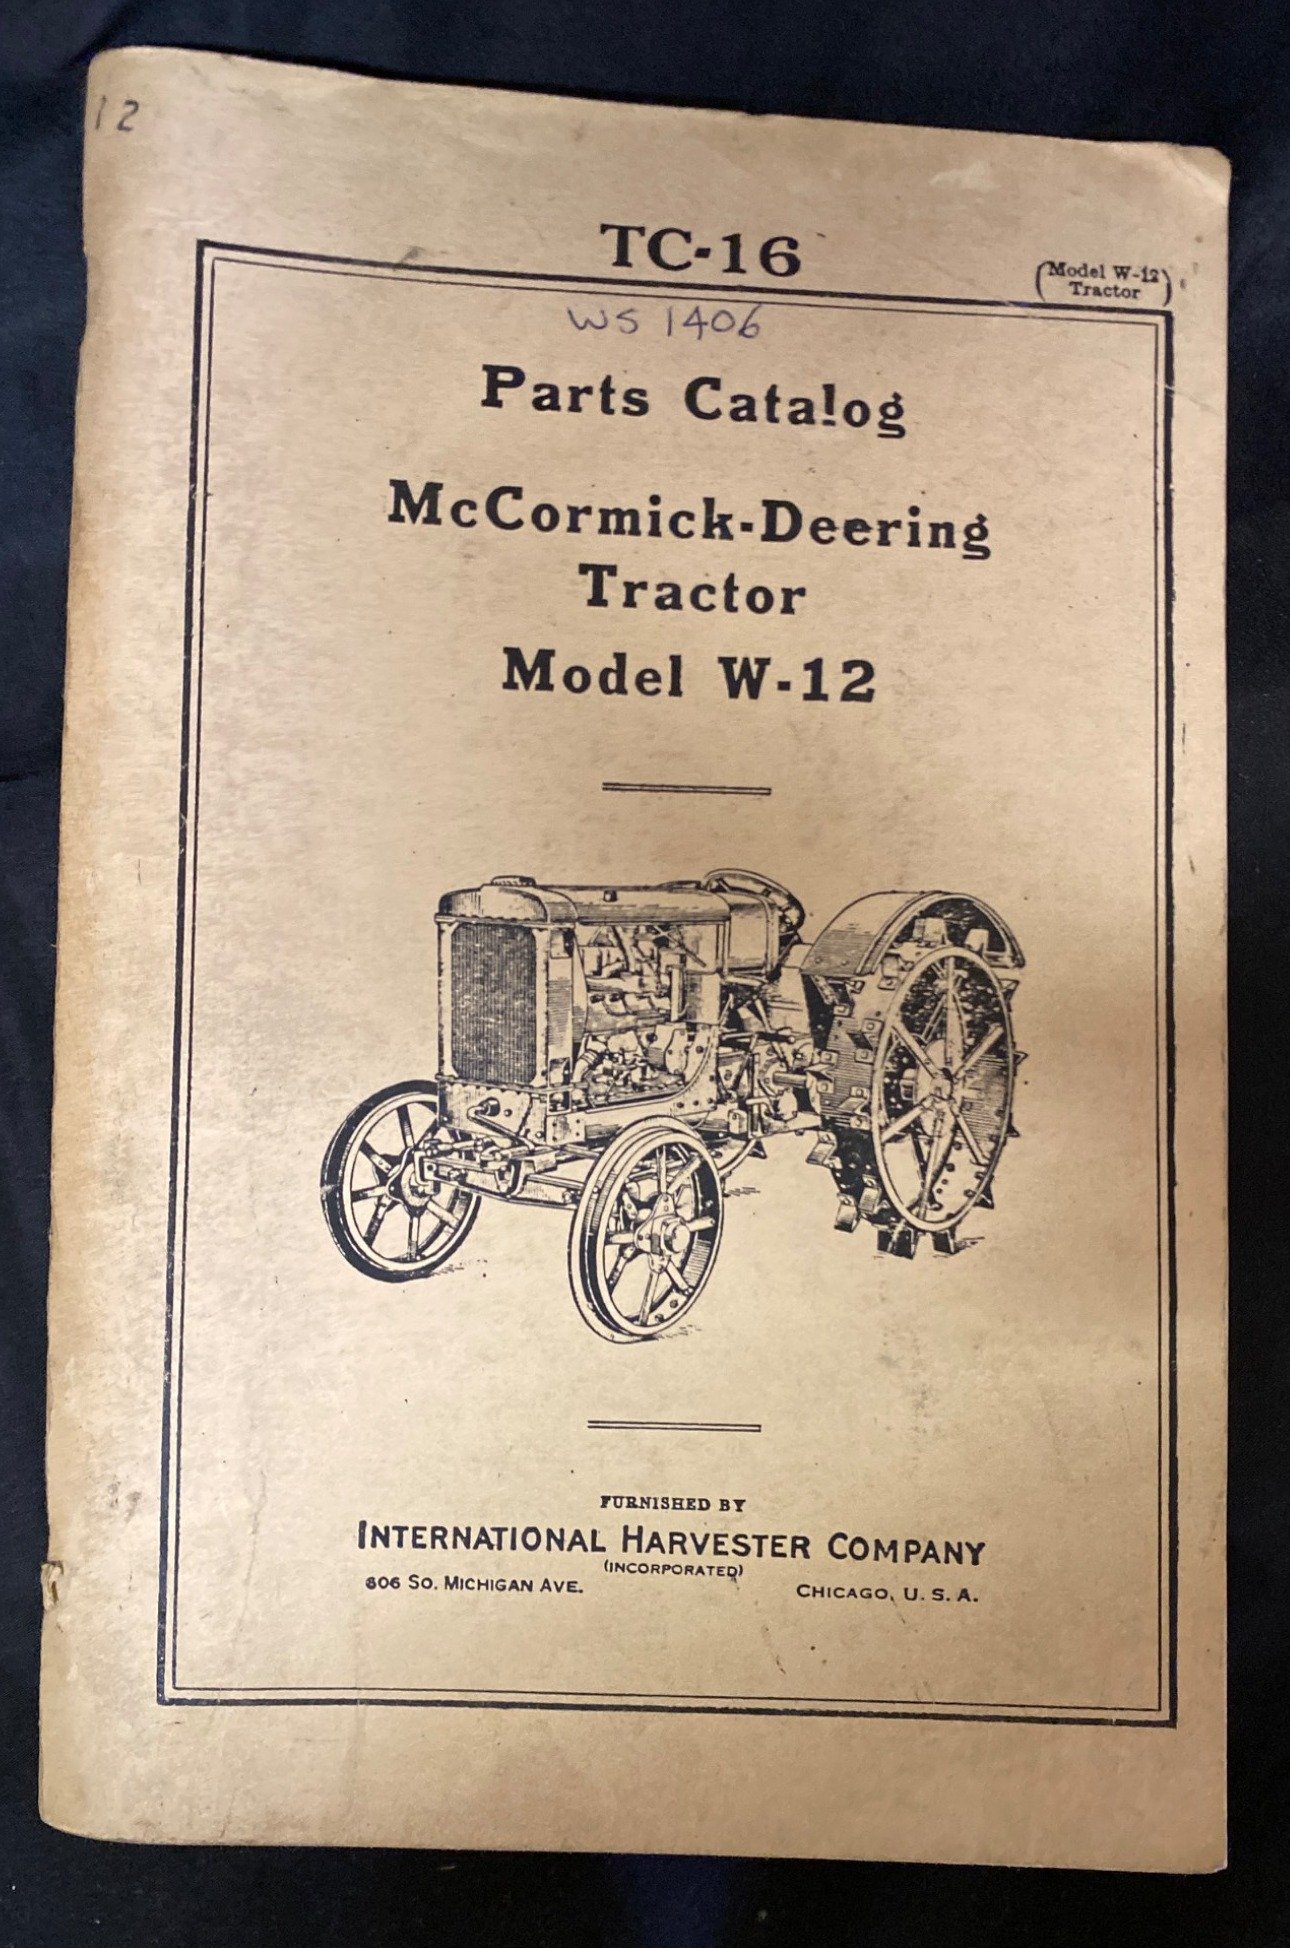 12
TC-16
(Model W-12
Tractor)
WS 1406
Parts Catalog
McCormick-Deering
Tractor
Model W-12
FURNISHED BY
INTERNATIONAL HARVESTER COMPANY
(INCORPORATED)
606 SO. MICHIGAN AVE. CHICAGO, U. S. A.